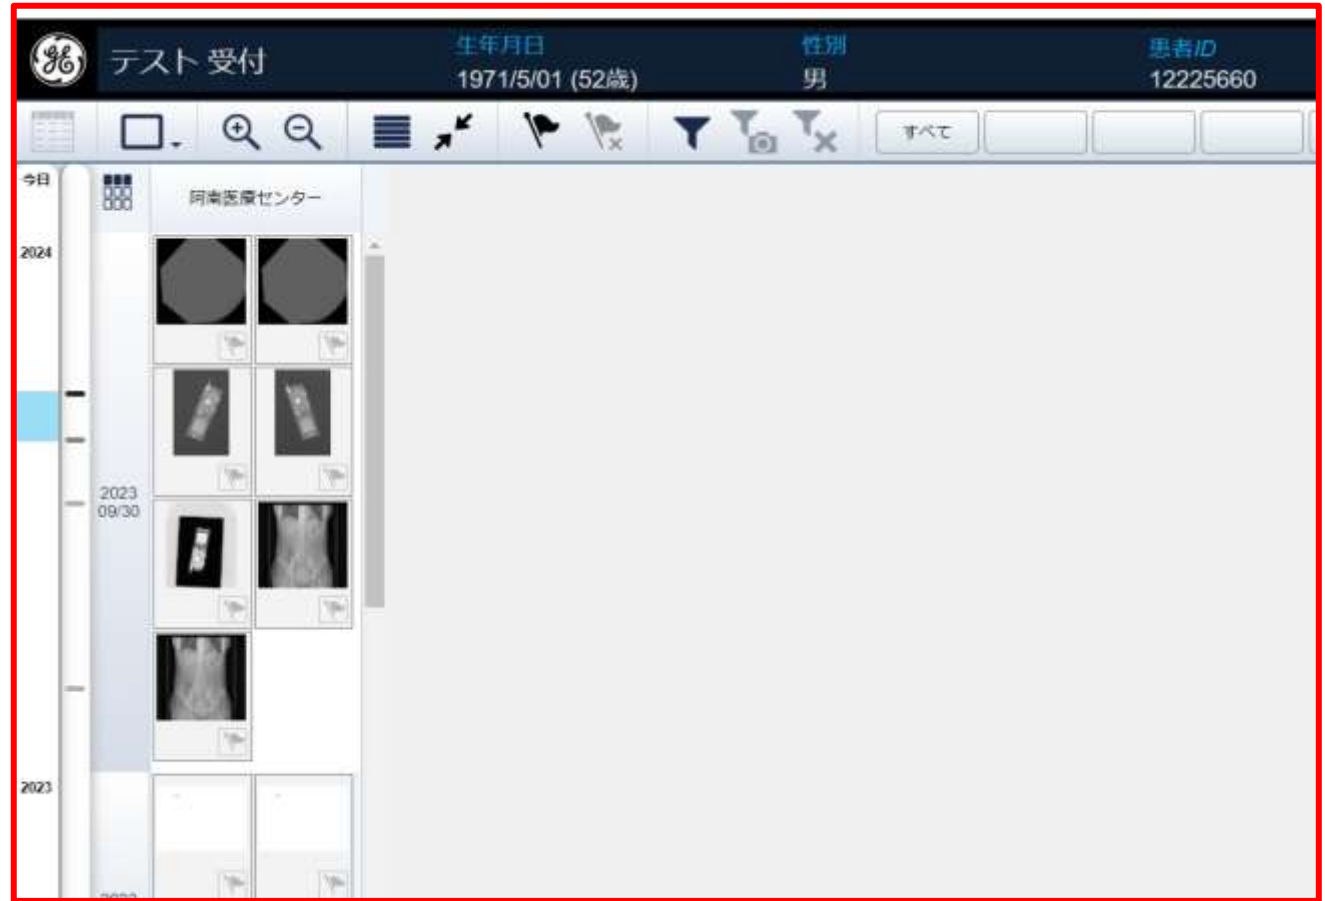 テスト 受付
生年月日
1971/5/01 (52歳)
性別
男
患者ID
12225660
すべて
今日
2024
阿南医療センター
2023
09/30
2023